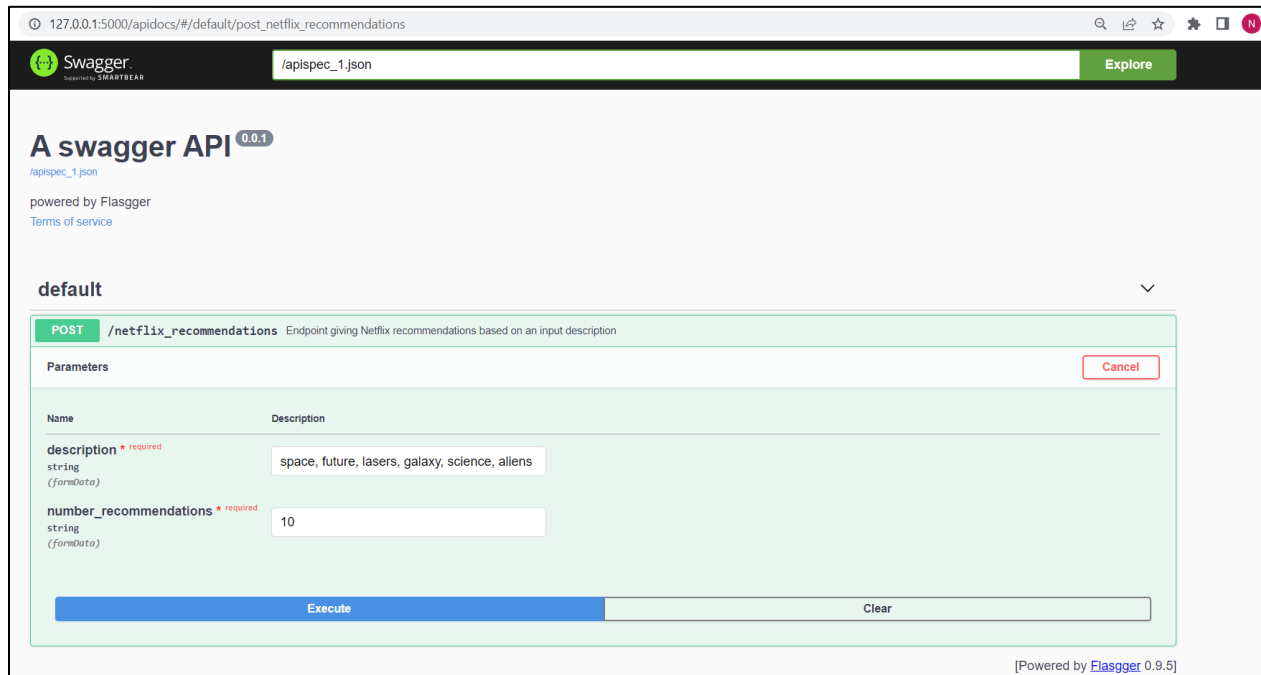 127.0.0.1:5000/apidocs/#/default/post_netflix_recommendations
N
{··} Swagger.
Supported by SMARTBEAR
/apispec_1.json
Explore
A swagger API 0.0.1
/apispec_1.json
powered by Flasgger
Terms of service
default
POST /netflix_recommendations Endpoint giving Netflix recommendations based on an input description
Parameters
Cancel
Name Description
description * required
string
(formData)
space, future, lasers, galaxy, science, aliens
number_recommendations * required
string
(formData)
10
Execute
Clear
[Powered by Flasgger 0.9.5]